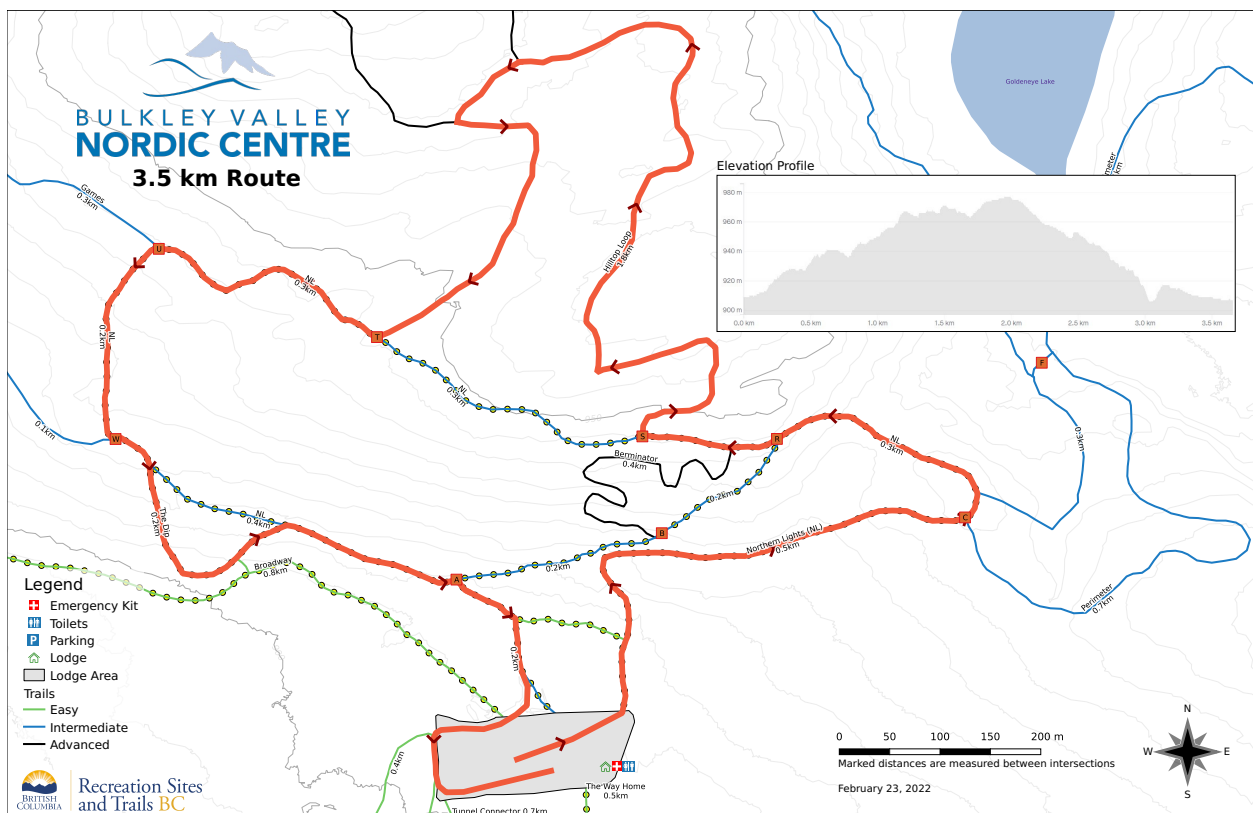 BULKLEY VALLEY
NORDIC CENTRE
3.5 km Route
Goldeneye Lake
Games
0.3km
U
NL
0.3km
T
NL
0.2km
W
0.1km
NL
0.3km
Hilltop Loop
1.8km
S
R
Berminator
0.4km
0.2km
B
0.2km
NL
0.3km
C
Northern Lights (NL)
0.5km
F
0.3km
Perimeter
0.7km
The Dip
0.2km
NL
0.4km
Broadway
0.8km
A
0.2km
0.4km
The Way Home
0.5km
Tunnel Connector 0.7km
Elevation Profile
980 m
960 m
940 m
920 m
900 m
0.0 km
0.5 km
1.0 km
1.5 km
2.0 km
2.5 km
3.0 km
3.5 km
Legend
Emergency Kit
Toilets
P Parking
Lodge
Lodge Area
Trails
Easy
Intermediate
Advanced
BRITISH
COLUMBIA
Recreation Sites
and Trails BC
0 50 100 150 200 m
Marked distances are measured between intersections
February 23, 2022
N
W E
S